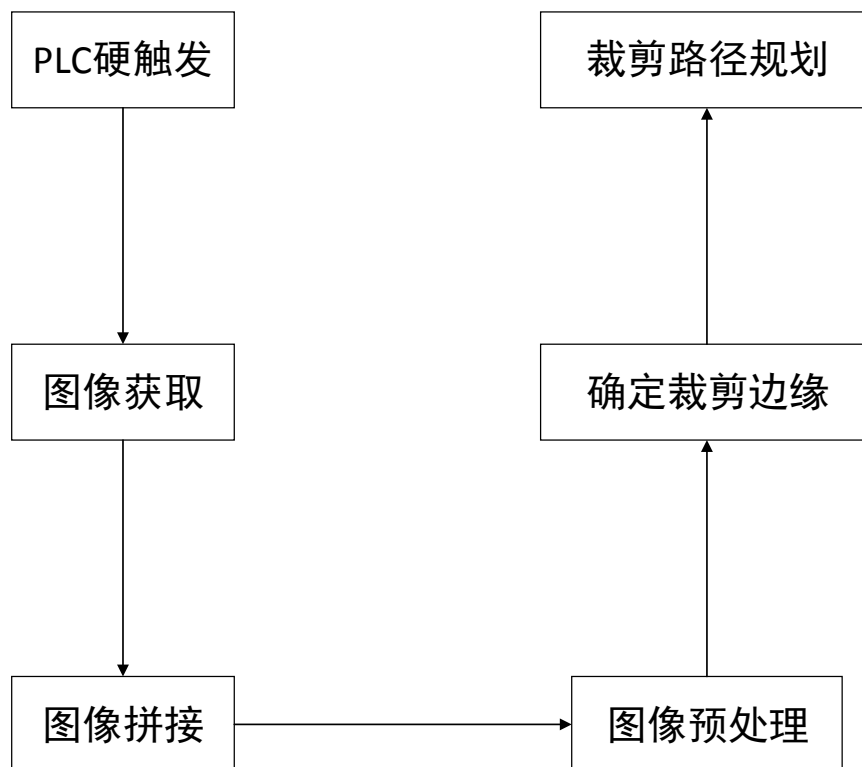 PLC硬触发
裁剪路径规划
图像获取
确定裁剪边缘
图像拼接
图像预处理